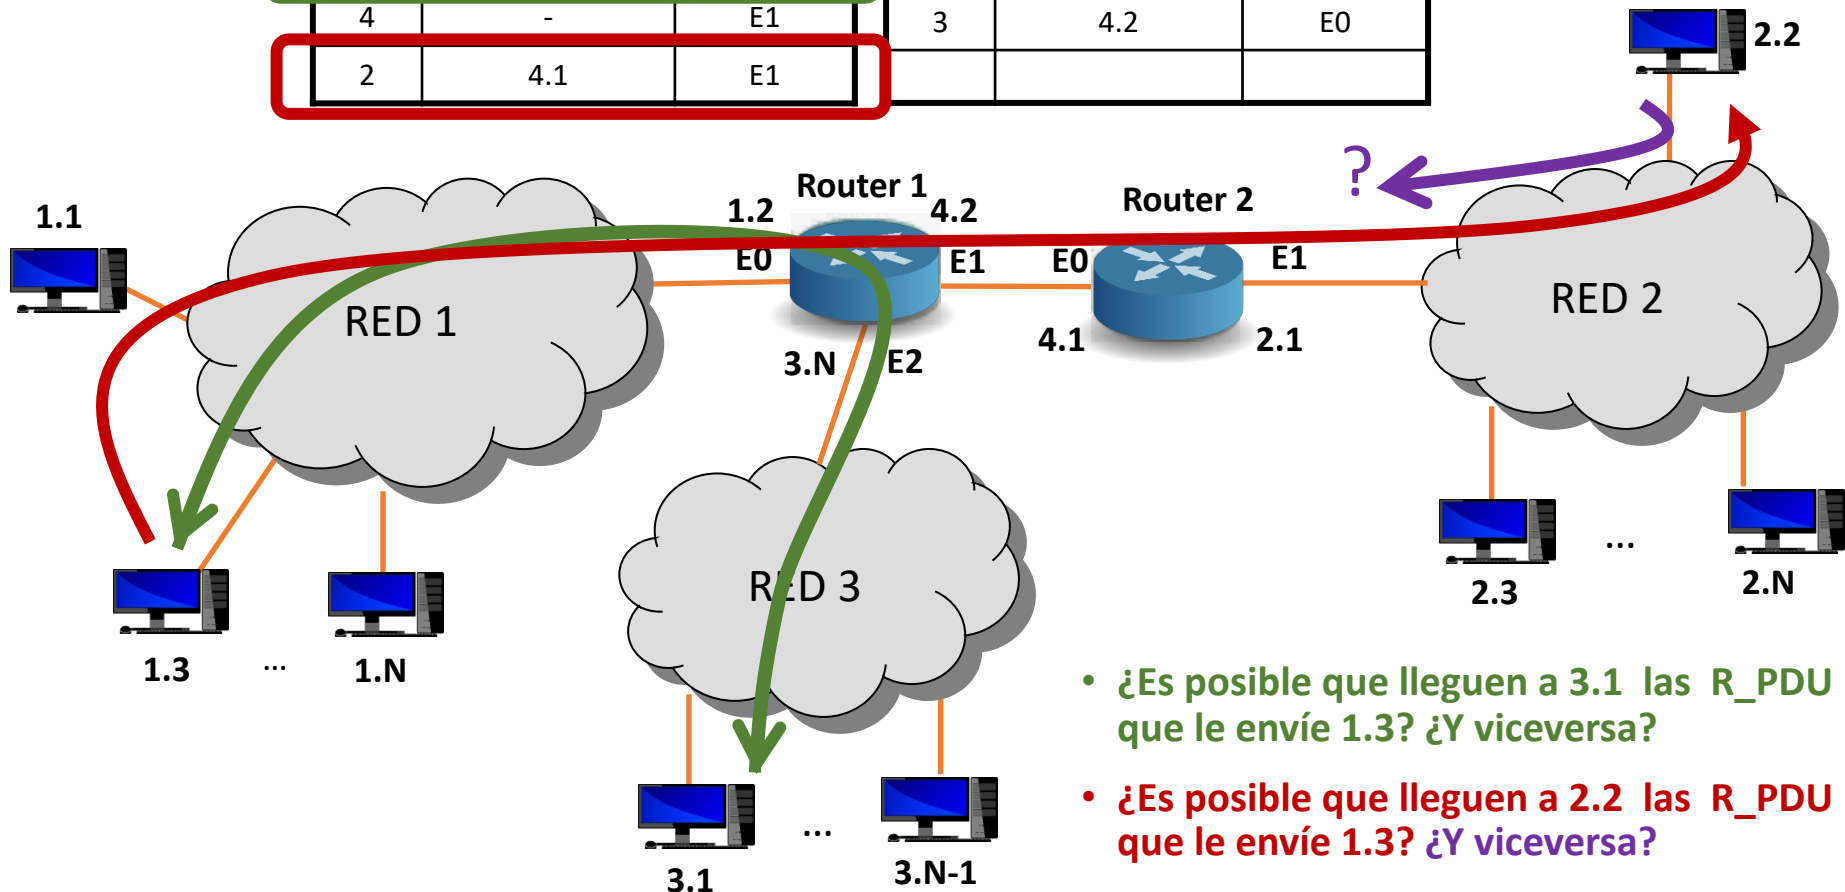 4 - E1 3 4.2 E0
2 4.1 E1
2.2
?
Router 1
1.1 1.2 4.2 Router 2
E0 E1 E0 E1
RED 1 RED 2
4.1 2.1
3.N E2
RED 3
2.3 ... 2.N
1.3 ... 1.N
• ¿Es posible que lleguen a 3.1 las R_PDU
que le envíe 1.3? ¿Y viceversa?
• ¿Es posible que lleguen a 2.2 las R_PDU
que le envíe 1.3? ¿Y viceversa?
3.1 ... 3.N-1